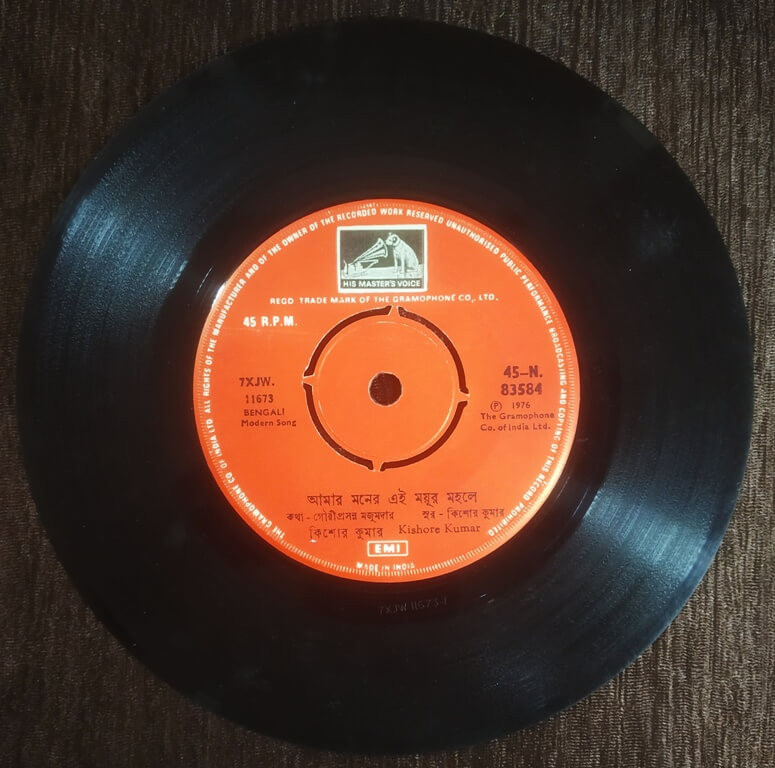 THE GRAMOPHONE CO. OF INDIA LTD. ALL RIGHTS OF THE MANUFACTURER AND OF THE OWNER OF THE RECORDED WORK RESERVED UNAUTHORISED PUBLIC PERFORMANCE BROADCASTING AND COPYING OF THIS RECORD PROHIBITED
HIS MASTER'S VOICE
REGD TRADE MARK OF THE GRAMOPHONE CO., LTD.
45 R.P.M.
7XJW.
11673
BENGALI
Modern Song
45-N.
83584
Ⓟ 1976
The Gramophone
Co. of India Ltd.
আমার মনের এই ময়ূর মহলে
কথা - গৌরীপ্রসন্ন মজুমদার সুর - কিশোর কুমার
কিশোর কুমার Kishore Kumar
EMI
MADE IN INDIA
7XJW 11673-1